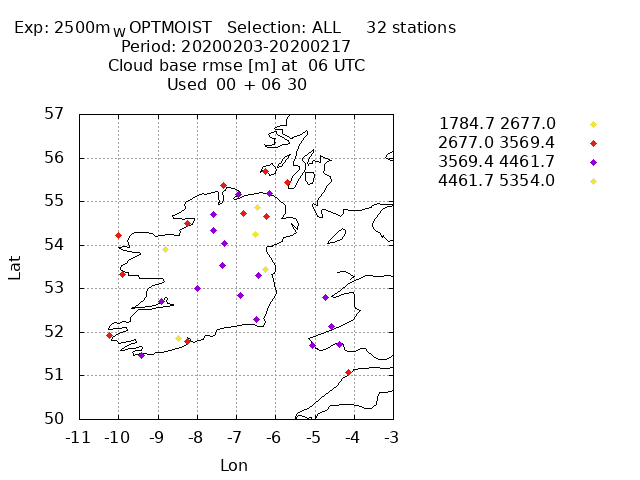 Exp: 2500m_W OPTMOIST   Selection: ALL     32 stations
Period: 20200203-20200217
Cloud base rmse [m] at  06 UTC
Used  00 + 06 30
1784.7 2677.0
2677.0 3569.4
3569.4 4461.7
4461.7 5354.0
57
56
55
54
53
52
51
50
Lat
-11 -10 -9 -8 -7 -6 -5 -4 -3
Lon